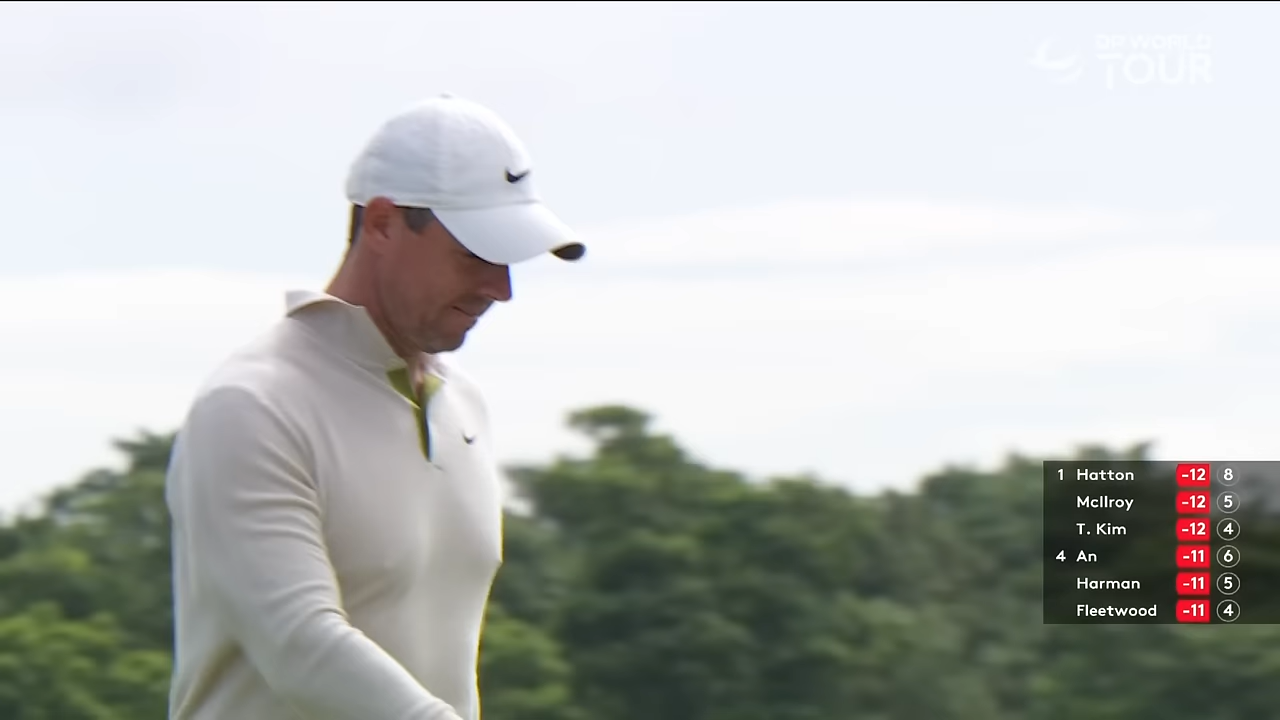 DP WORLD
TOUR
1 Hatton -12 8
McIlroy -12 5
T. Kim -12 4
4 An -11 6
Harman -11 5
Fleetwood -11 4